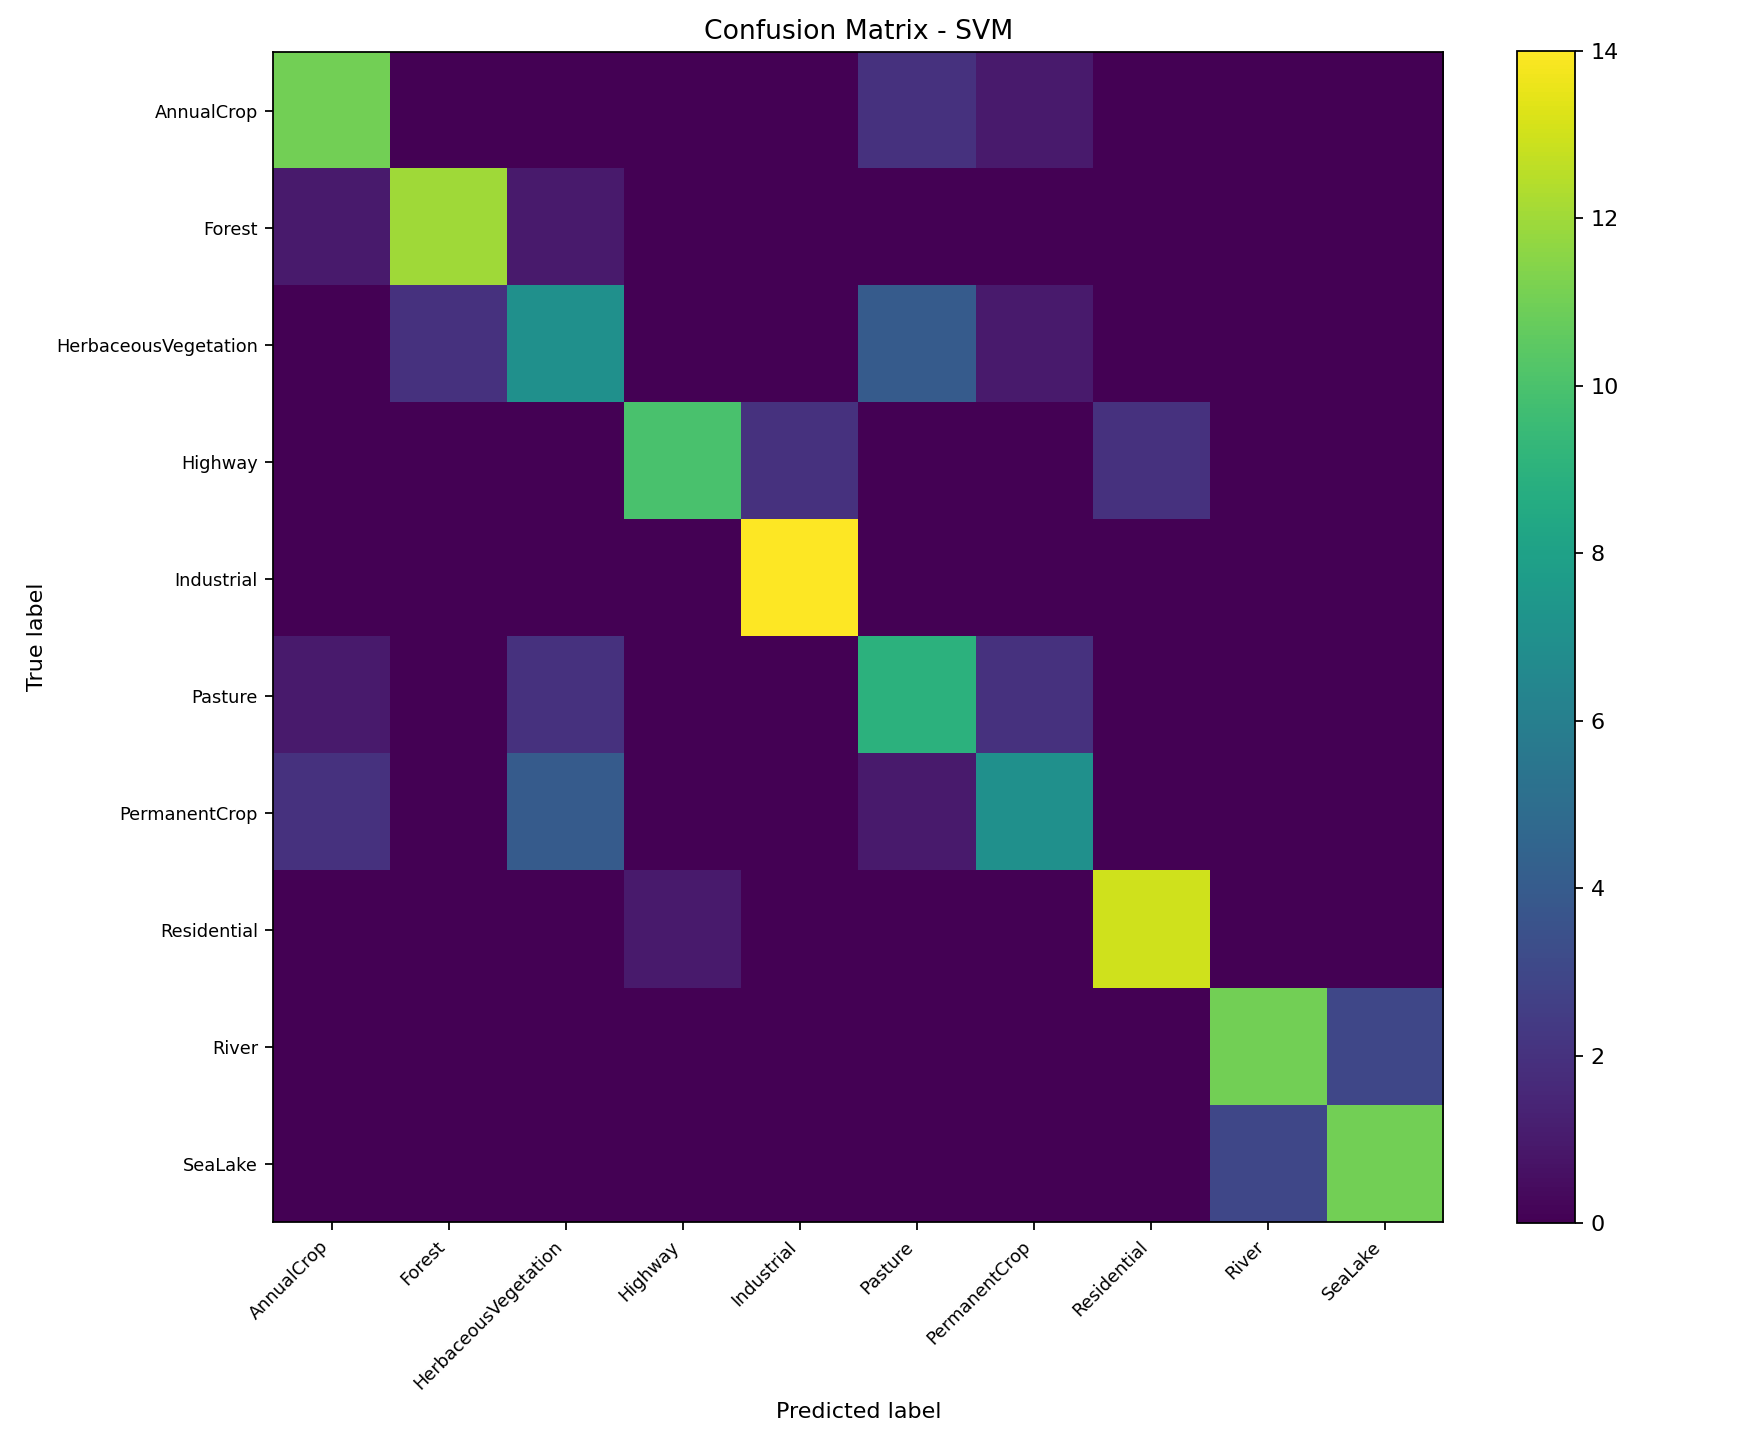 Confusion Matrix - SVM
AnnualCrop
Forest
HerbaceousVegetation
Highway
Industrial
Pasture
PermanentCrop
Residential
River
SeaLake
True label
AnnualCrop
Forest
HerbaceousVegetation
Highway
Industrial
Pasture
PermanentCrop
Residential
River
SeaLake
Predicted label
14
12
10
8
6
4
2
0